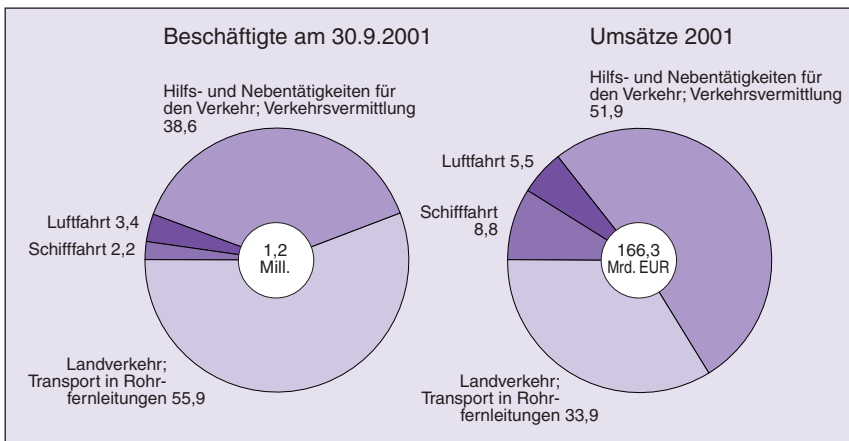 Beschäftigte am 30.9.2001
Hilfs- und Nebentätigkeiten für
den Verkehr; Verkehrsvermittlung
38,6
Luftfahrt 3,4
Schifffahrt 2,2
1,2
Mill.
Landverkehr;
Transport in Rohr-
fernleitungen 55,9
Umsätze 2001
Hilfs- und Nebentätigkeiten für
den Verkehr; Verkehrsvermittlung
51,9
Luftfahrt 5,5
Schifffahrt
8,8
166,3
Mrd. EUR
Landverkehr;
Transport in Rohr-
fernleitungen 33,9